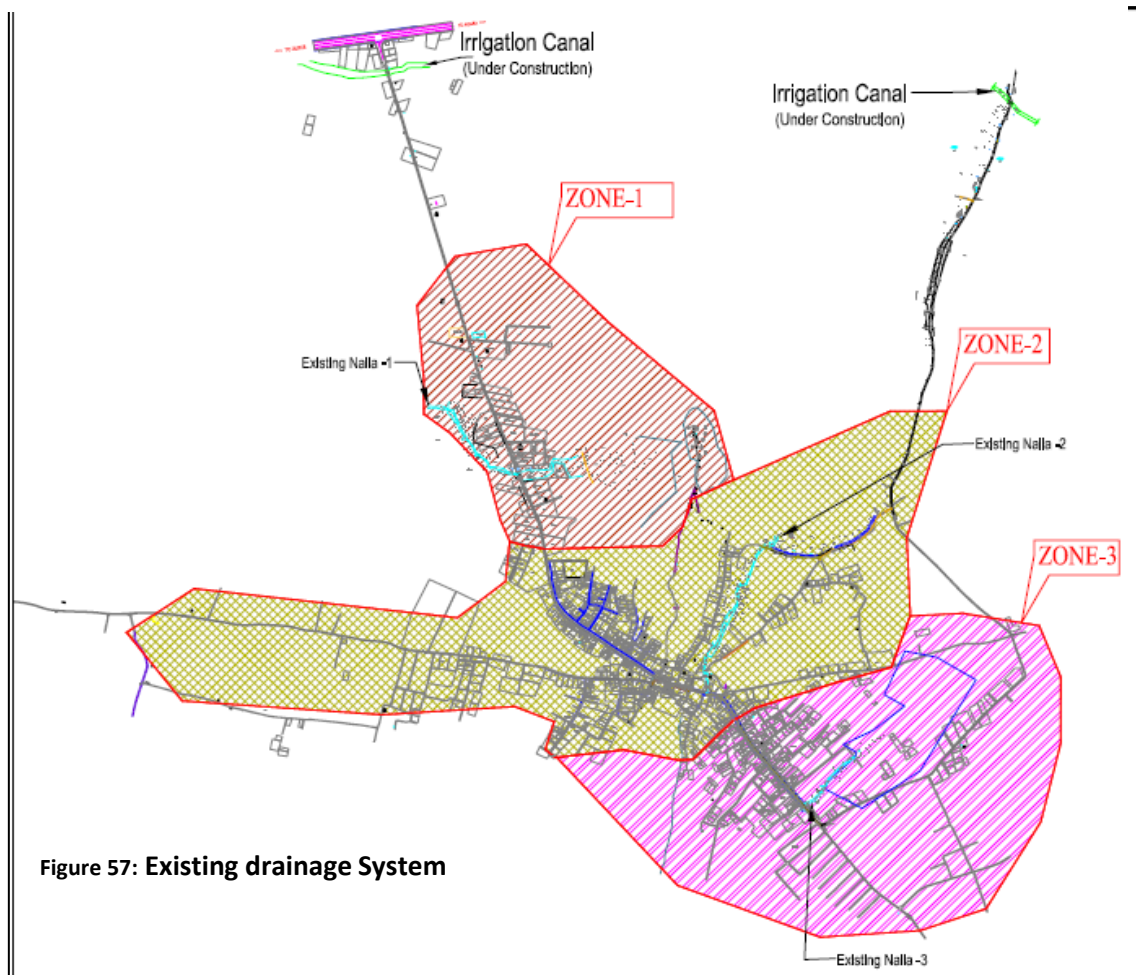 Irrigation Canal
(Under Construction)
Irrigation Canal
(Under Construction)
ZONE-1
ZONE-2
Existing Nalla -1
Existing Nalla -2
ZONE-3
Figure 57: Existing drainage System
Existing Nalla -3